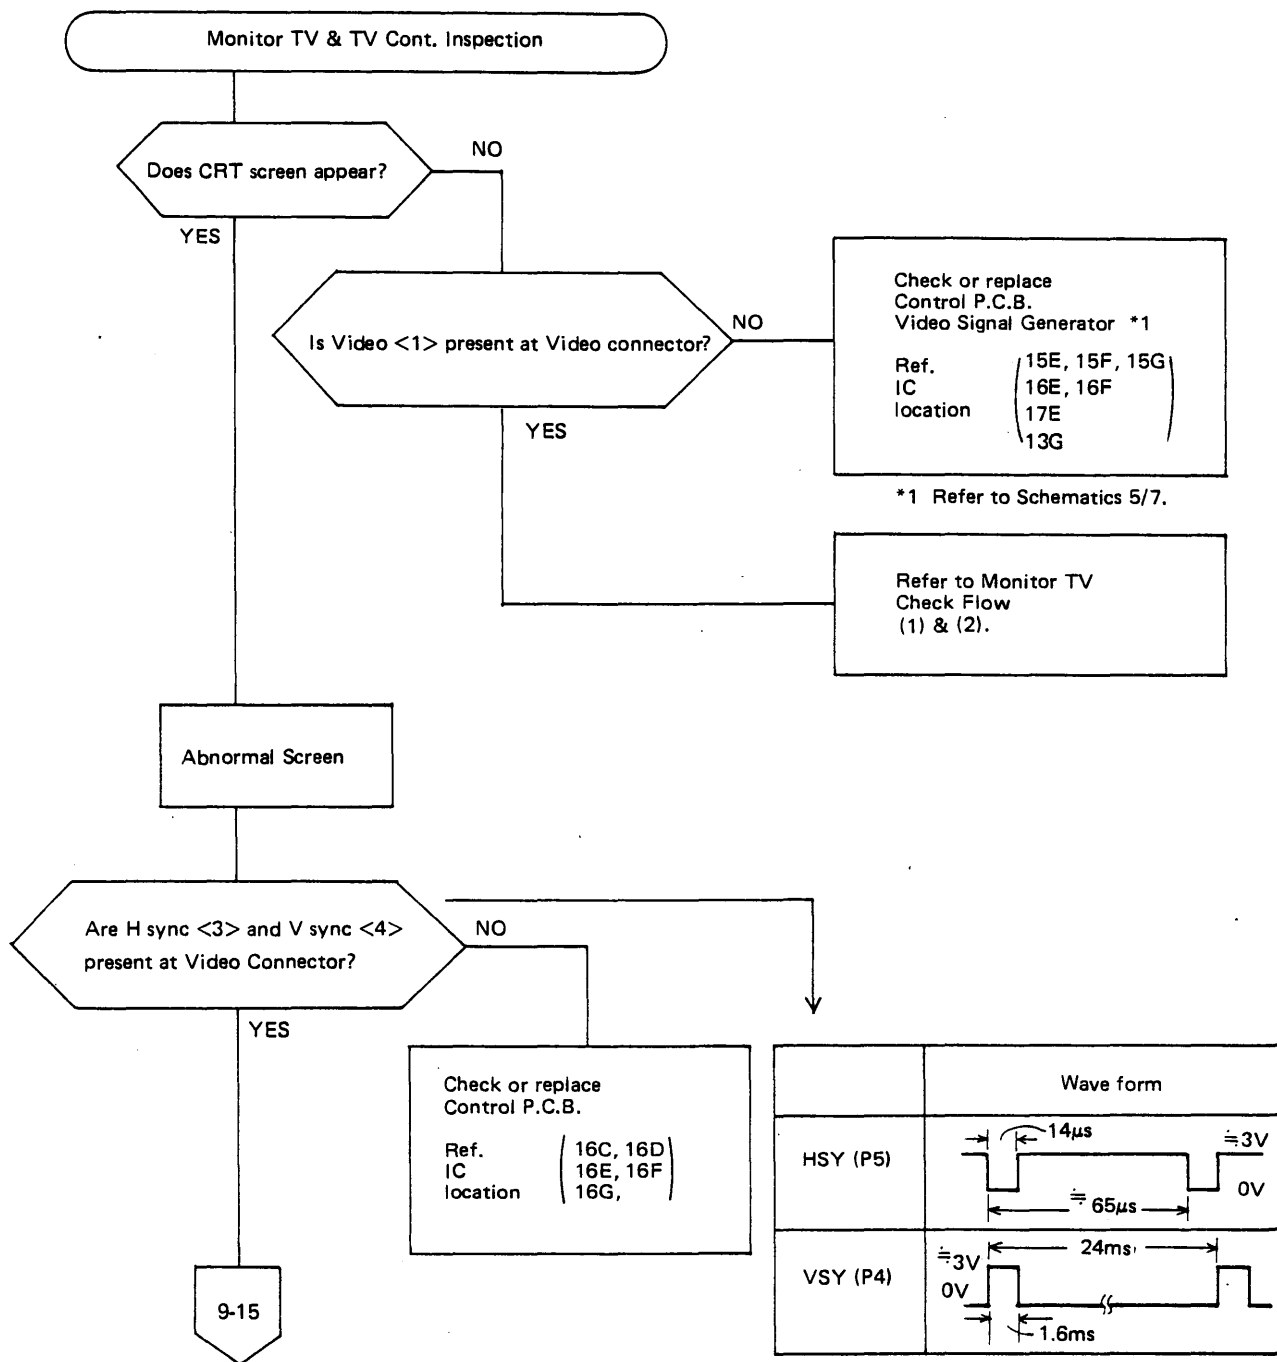 Monitor TV & TV Cont. Inspection
Does CRT screen appear?
NO
YES
Is Video <1> present at Video connector?
NO
YES
Check or replace
Control P.C.B.
Video Signal Generator *1
Ref. 15E, 15F, 15G
IC 16E, 16F
location 17E
13G
*1 Refer to Schematics 5/7.
Refer to Monitor TV
Check Flow
(1) & (2).
Abnormal Screen
Are H sync <3> and V sync <4>
present at Video Connector?
NO
YES
Check or replace
Control P.C.B.
Ref. 16C, 16D
IC 16E, 16F
location 16G,
9-15
Wave form
HSY (P5)
14μs
≒3V
0V
≒65μs
VSY (P4)
≒3V
0V
24ms
1.6ms